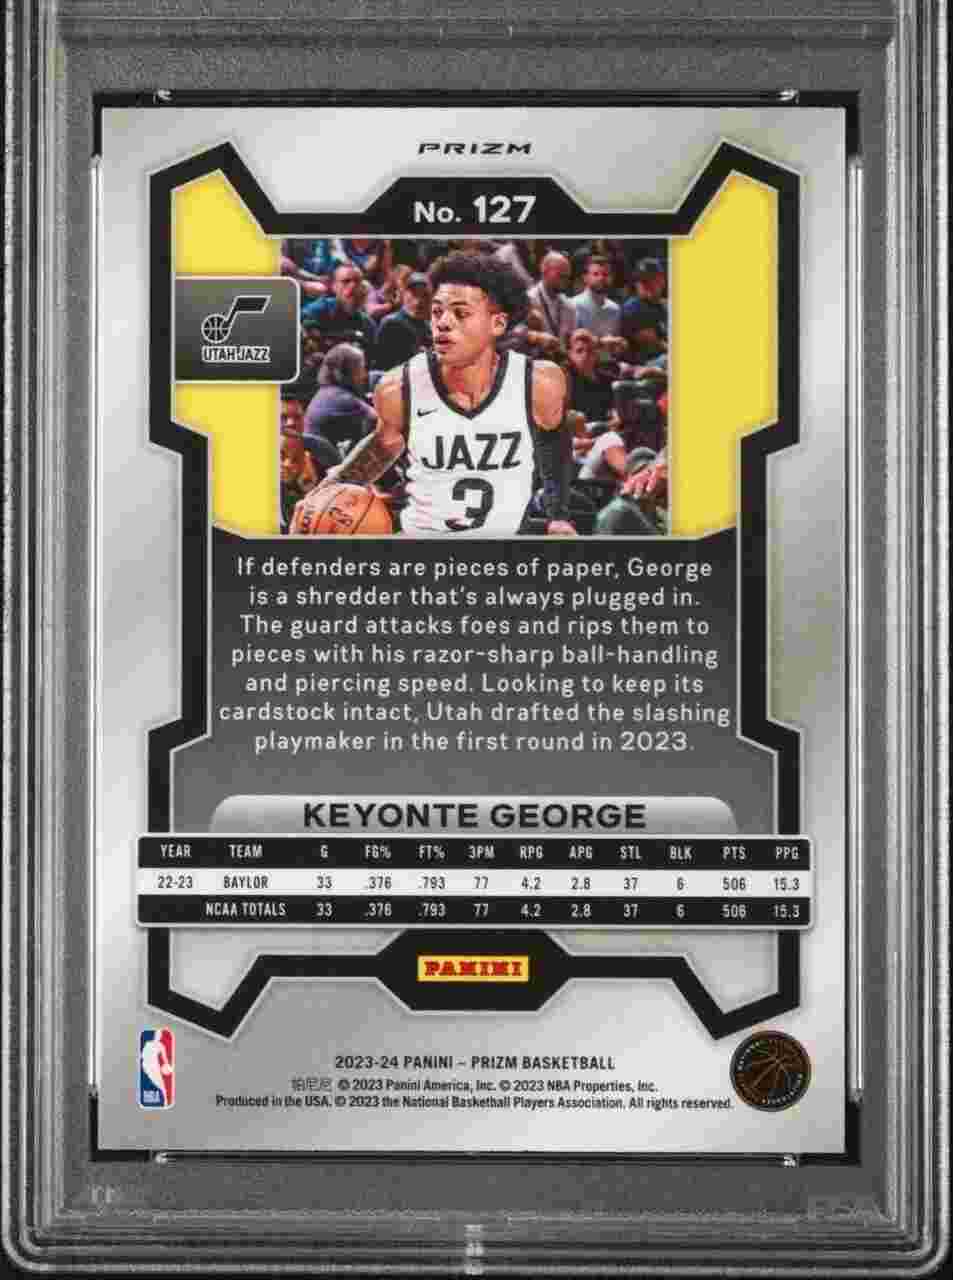 PRIZM
No. 127
UTAH JAZZ
JAZZ
3
If defenders are pieces of paper, George
is a shredder that's always plugged in.
The guard attacks foes and rips them to
pieces with his razor-sharp ball-handling
and piercing speed. Looking to keep its
cardstock intact, Utah drafted the slashing
playmaker in the first round in 2023.
KEYONTE GEORGE
YEAR TEAM G FG% FT% 3PM RPG APG STL BLK PTS PPG
22-23 BAYLOR 33 .376 .793 77 4.2 2.8 37 6 506 15.3
NCAA TOTALS 33 .376 .793 77 4.2 2.8 37 6 506 15.3
PANINI
NBA
2023-24 PANINI – PRIZM BASKETBALL
帕尼尼 © 2023 Panini America, Inc. © 2023 NBA Properties, Inc.
Produced in the USA. © 2023 the National Basketball Players Association. All rights reserved.